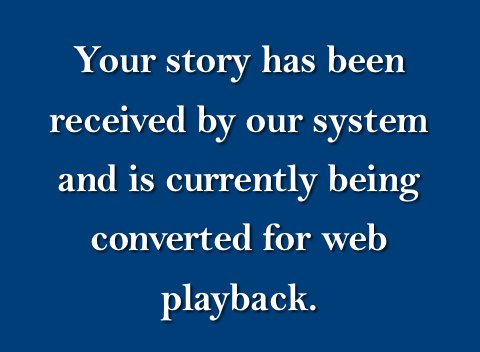 Your story has been
received by our system
and is currently being
converted for web
playback.